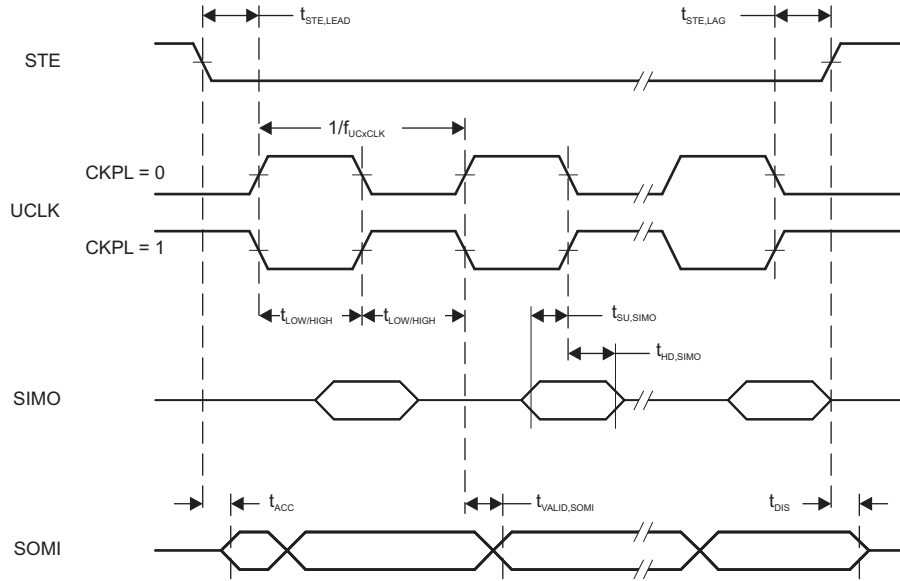 tSTE,LEAD
tSTE,LAG
STE
1/fUCxCLK
CKPL = 0
UCLK
CKPL = 1
tLOW/HIGH
tLOW/HIGH
tSU,SIMO
tHD,SIMO
SIMO
tACC
tVALID,SOMI
tDIS
SOMI